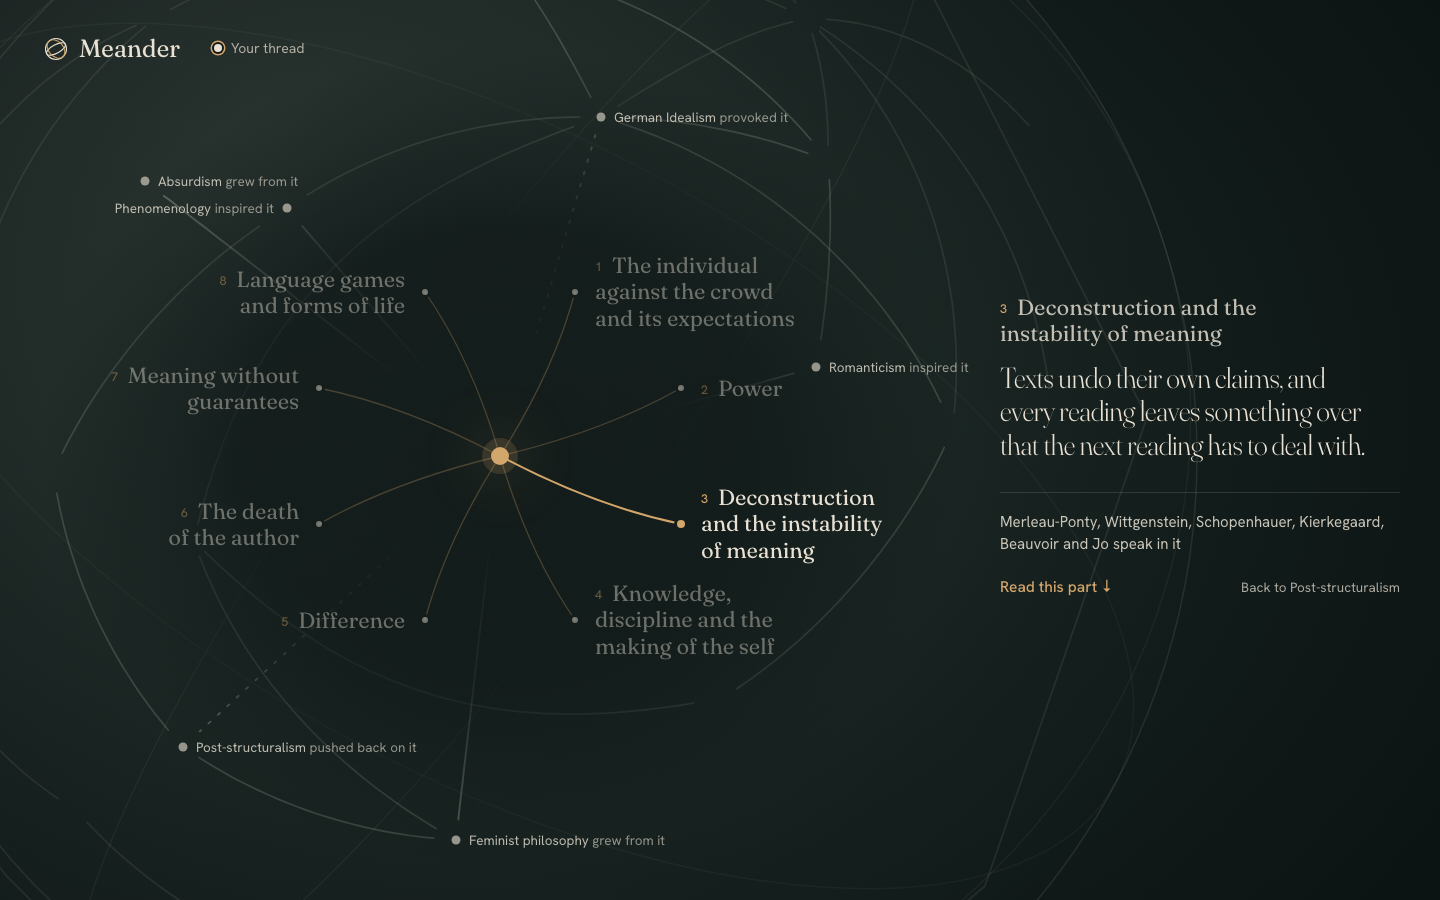 Meander
Your thread
German Idealism provoked it
Absurdism grew from it
Phenomenology inspired it
8 Language games
and forms of life
1 The individual
against the crowd
and its expectations
7 Meaning without
guarantees
2 Power
Romanticism inspired it
3 Deconstruction
and the instability
of meaning
6 The death
of the author
5 Difference
4 Knowledge,
discipline and the
making of the self
Post-structuralism pushed back on it
Feminist philosophy grew from it
3 Deconstruction and the
instability of meaning
Texts undo their own claims, and
every reading leaves something over
that the next reading has to deal with.
Merleau-Ponty, Wittgenstein, Schopenhauer, Kierkegaard,
Beauvoir and Jo speak in it
Read this part ↓
Back to Post-structuralism